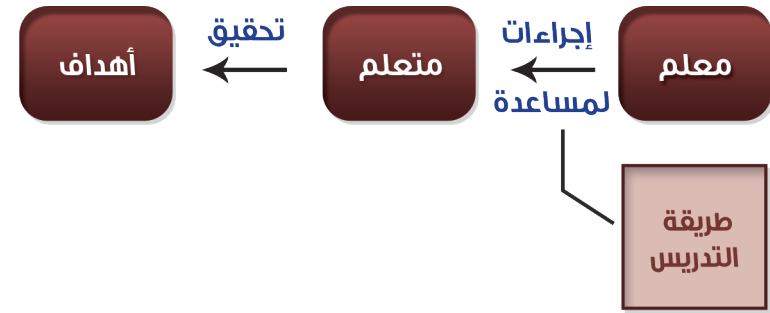 معلم
إجراءات
لمساعدة
متعلم
تحقيق
أهداف
طريقة
التدريس